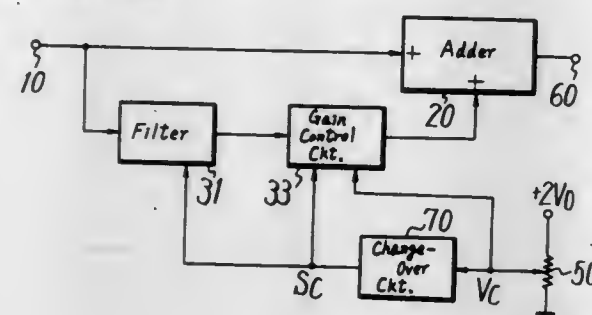 10
+
Adder
+
20
60
Filter
31
Gain
Control
Ckt.
33
+2V0
70
Change-
Over
Ckt.
SC
VC
50